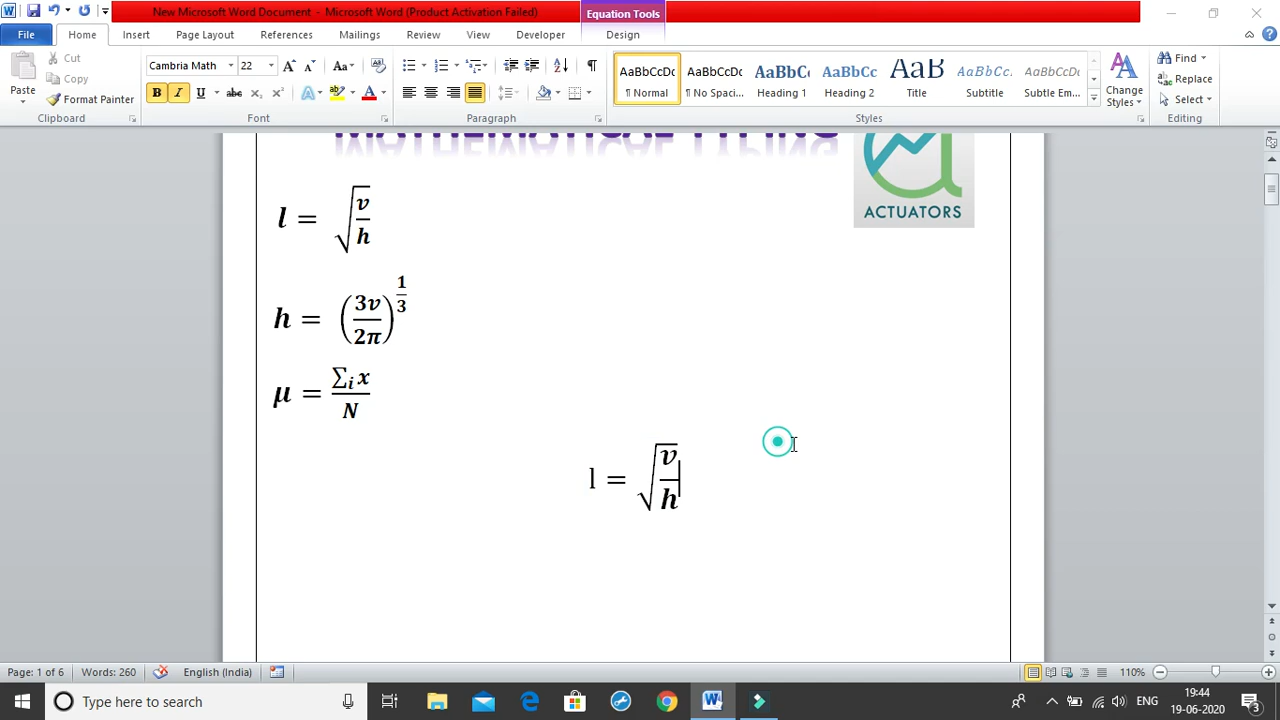 New Microsoft Word Document - Microsoft Word (Product Activation Failed)
Equation Tools
File Home Insert Page Layout References Mailings Review View Developer Design
Paste
Cut
Copy
Format Painter
Clipboard
Cambria Math 22
Font
Paragraph
AaBbCcDc AaBbCcDc AaBbCc AaBbCc AaB AaBbCc. AaBbCcDc
¶ Normal ¶ No Spaci... Heading 1 Heading 2 Title Subtitle Subtle Em...
Change Styles
Styles
Find
Replace
Select
Editing
MATHEMATICAL TYPING
ACTUATORS
l = √(v/h)
h = (3v/2π)^(1/3)
μ = ∑ᵢ x / N
l = √(v/h)
Page: 1 of 6 Words: 260 English (India) 110%
Type here to search
ENG
19:44
19-06-2020
3